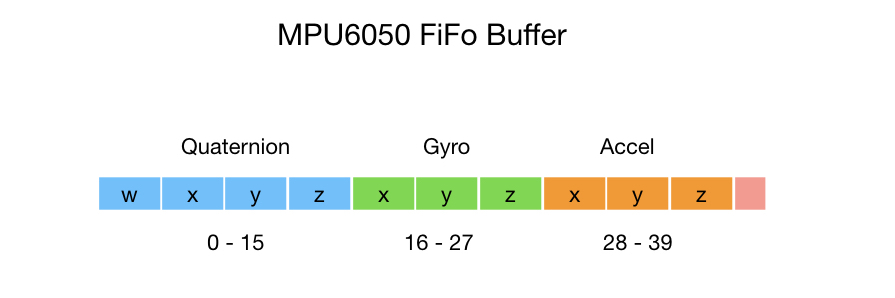 MPU6050 FiFo Buffer
Quaternion Gyro Accel
w x y z x y z x y z
0 - 15 16 - 27 28 - 39